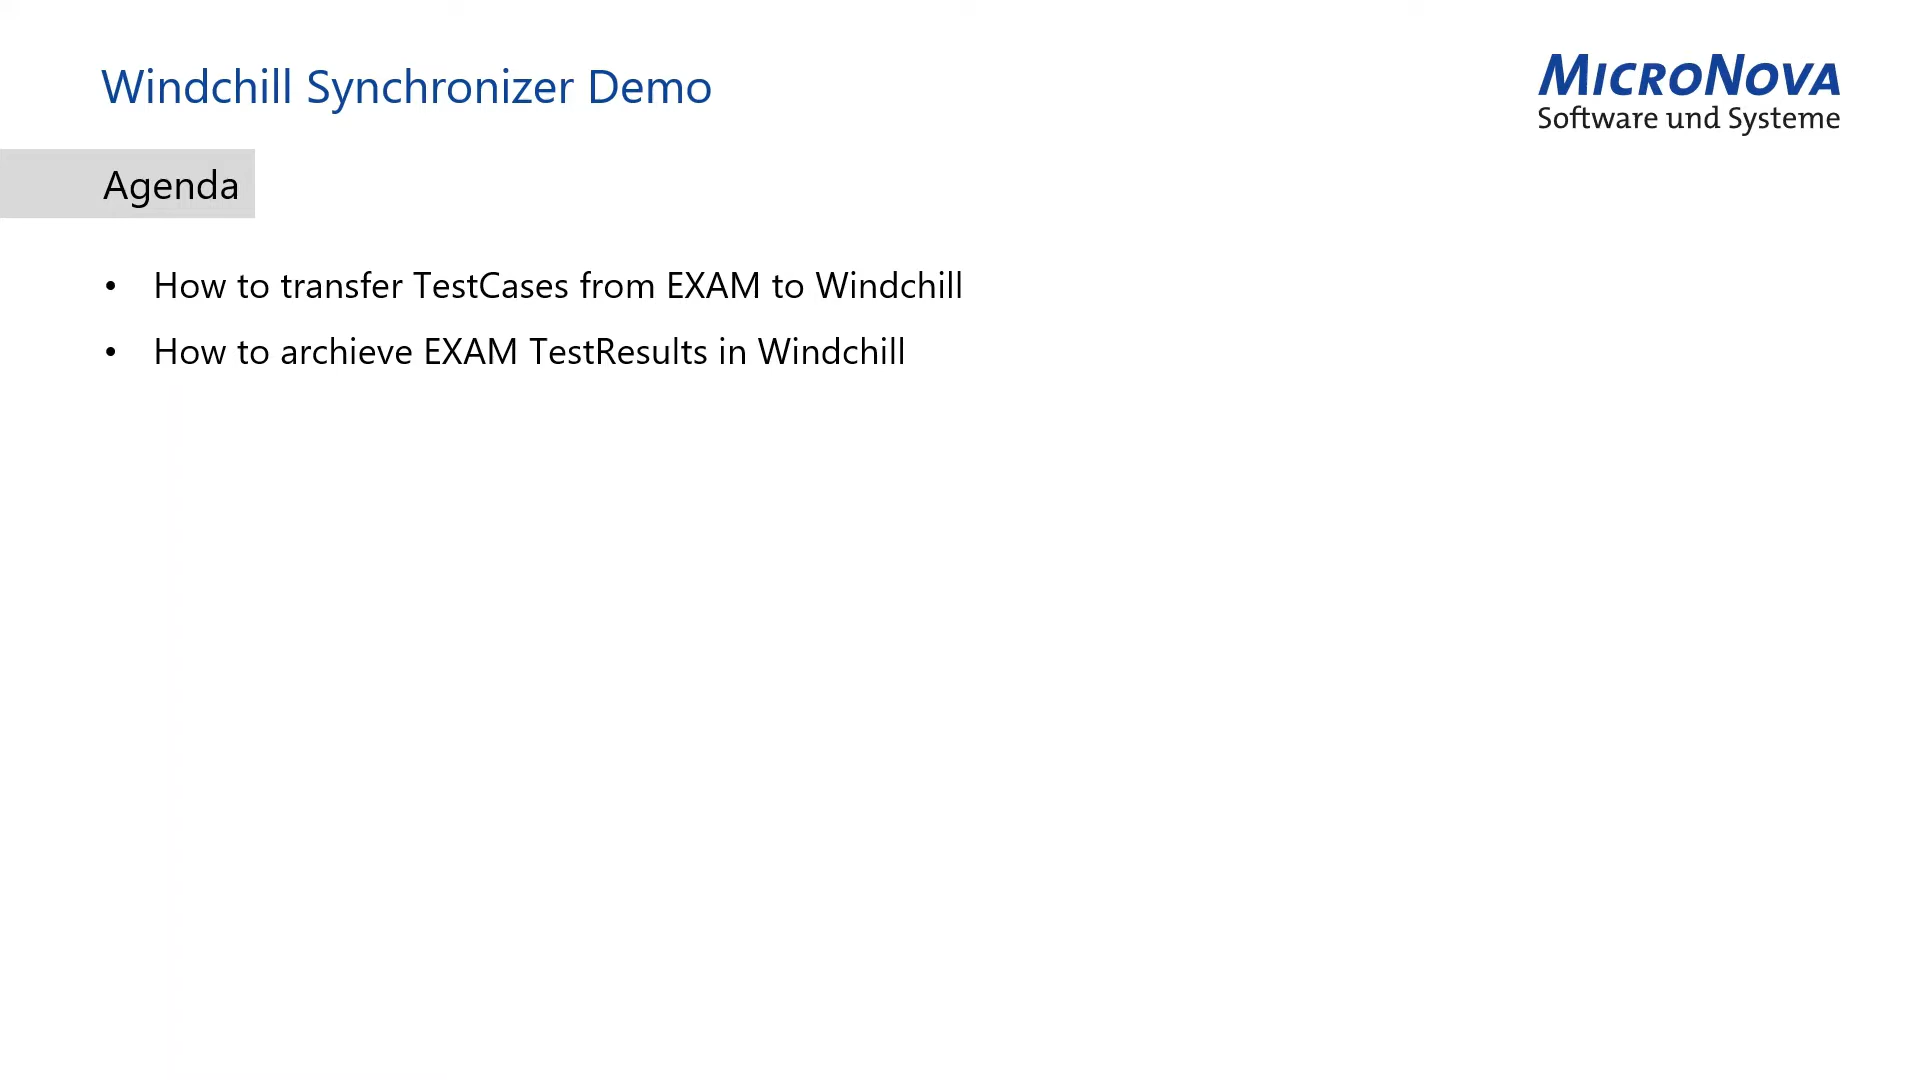 Windchill Synchronizer Demo
MICRONOVA
Software und Systeme
Agenda
• How to transfer TestCases from EXAM to Windchill
• How to archieve EXAM TestResults in Windchill